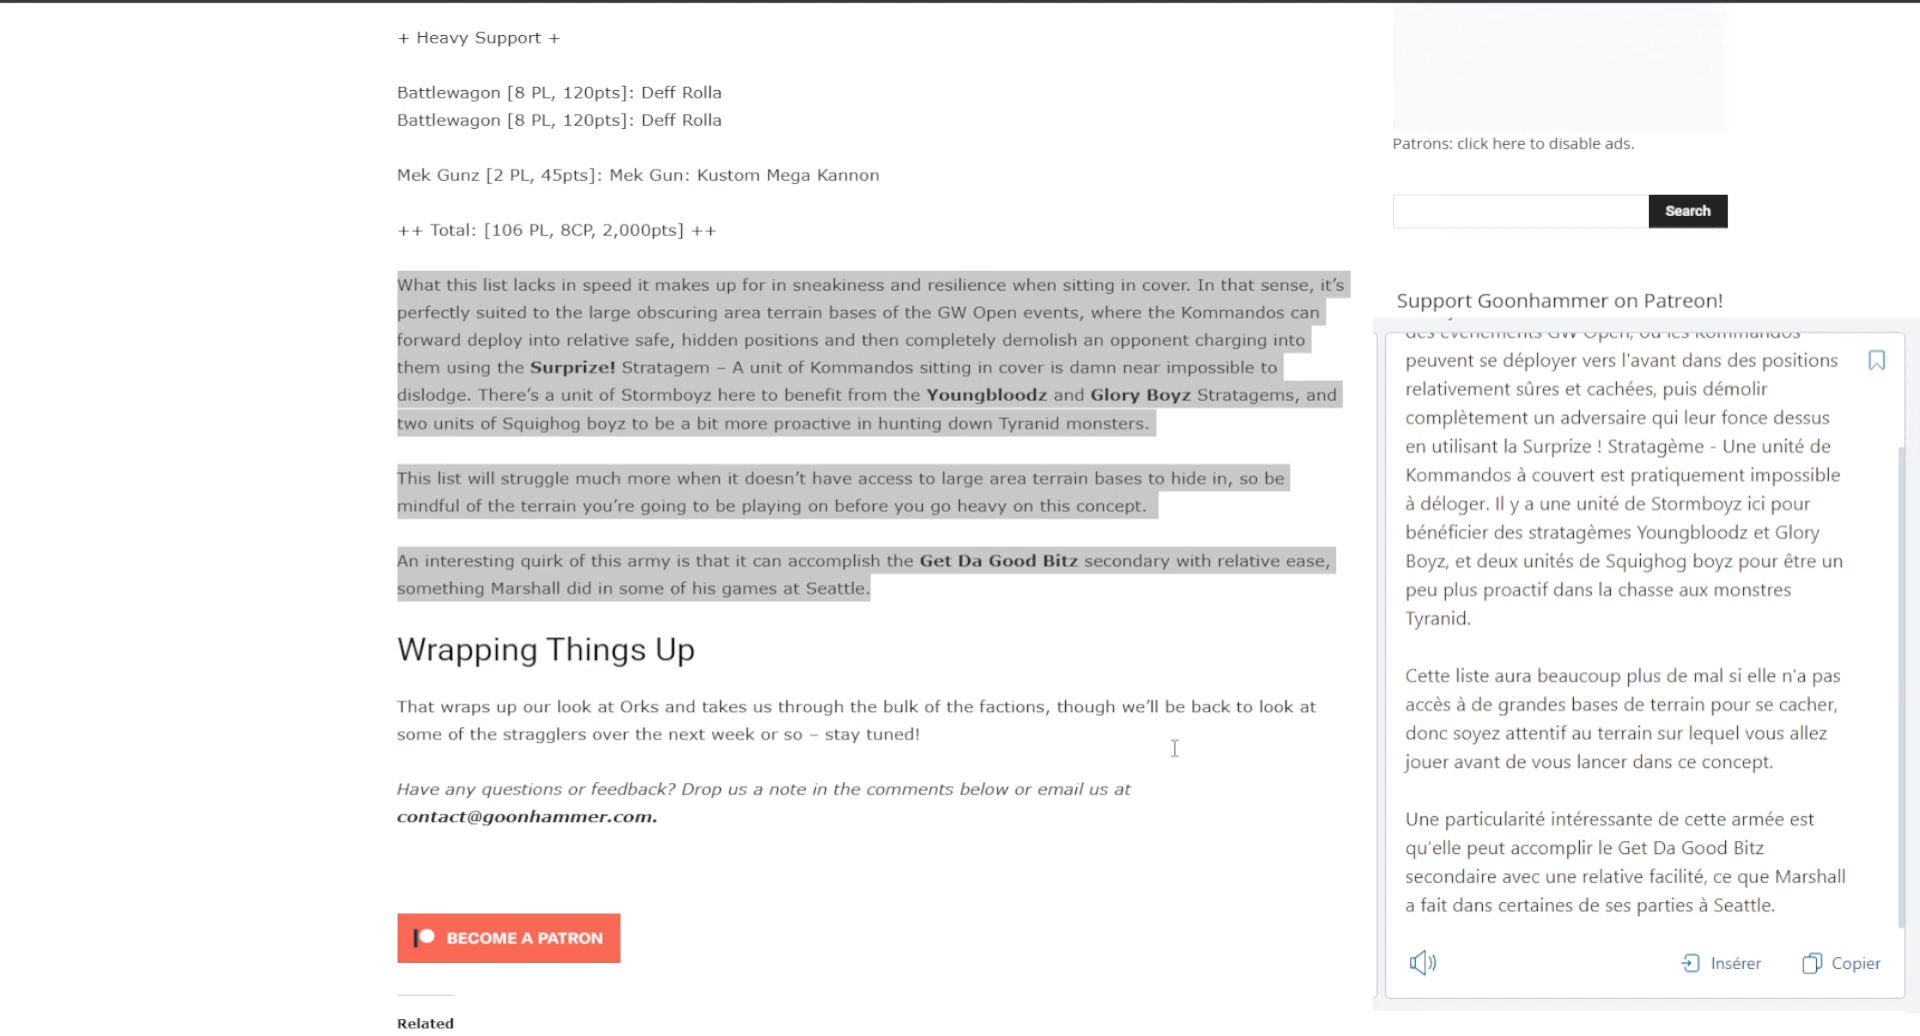 + Heavy Support +
Battlewagon [8 PL, 120pts]: Deff Rolla
Battlewagon [8 PL, 120pts]: Deff Rolla
Mek Gunz [2 PL, 45pts]: Mek Gun: Kustom Mega Kannon
++ Total: [106 PL, 8CP, 2,000pts] ++
What this list lacks in speed it makes up for in sneakiness and resilience when sitting in cover. In that sense, it’s
perfectly suited to the large obscuring area terrain bases of the GW Open events, where the Kommandos can
forward deploy into relative safe, hidden positions and then completely demolish an opponent charging into
them using the Surprize! Stratagem – A unit of Kommandos sitting in cover is damn near impossible to
dislodge. There’s a unit of Stormboyz here to benefit from the Youngbloodz and Glory Boyz Stratagems, and
two units of Squighog boyz to be a bit more proactive in hunting down Tyranid monsters.
This list will struggle much more when it doesn’t have access to large area terrain bases to hide in, so be
mindful of the terrain you’re going to be playing on before you go heavy on this concept.
An interesting quirk of this army is that it can accomplish the Get Da Good Bitz secondary with relative ease,
something Marshall did in some of his games at Seattle.
Wrapping Things Up
That wraps up our look at Orks and takes us through the bulk of the factions, though we’ll be back to look at
some of the stragglers over the next week or so – stay tuned!
Have any questions or feedback? Drop us a note in the comments below or email us at
contact@goonhammer.com.
BECOME A PATRON
Related
Patrons: click here to disable ads.
Search
Support Goonhammer on Patreon!
des événements GW Open, où les Kommandos
peuvent se déployer vers l'avant dans des positions
relativement sûres et cachées, puis démolir
complètement un adversaire qui leur fonce dessus
en utilisant la Surprize ! Stratagème - Une unité de
Kommandos à couvert est pratiquement impossible
à déloger. Il y a une unité de Stormboyz ici pour
bénéficier des stratagèmes Youngbloodz et Glory
Boyz, et deux unités de Squighog boyz pour être un
peu plus proactif dans la chasse aux monstres
Tyranid.
Cette liste aura beaucoup plus de mal si elle n'a pas
accès à de grandes bases de terrain pour se cacher,
donc soyez attentif au terrain sur lequel vous allez
jouer avant de vous lancer dans ce concept.
Une particularité intéressante de cette armée est
qu'elle peut accomplir le Get Da Good Bitz
secondaire avec une relative facilité, ce que Marshall
a fait dans certaines de ses parties à Seattle.
Insérer
Copier